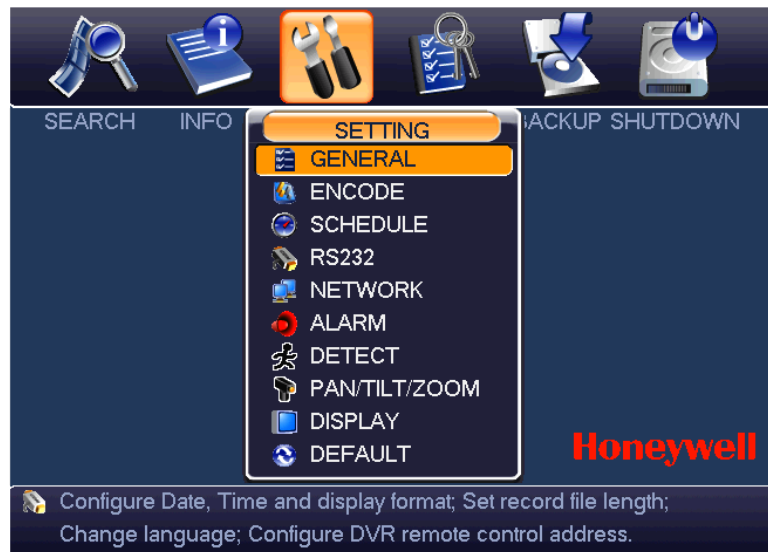 SEARCH INFO BACKUP SHUTDOWN
SETTING
GENERAL
ENCODE
SCHEDULE
RS232
NETWORK
ALARM
DETECT
PAN/TILT/ZOOM
DISPLAY
DEFAULT
Honeywell
Configure Date, Time and display format; Set record file length;
Change language; Configure DVR remote control address.